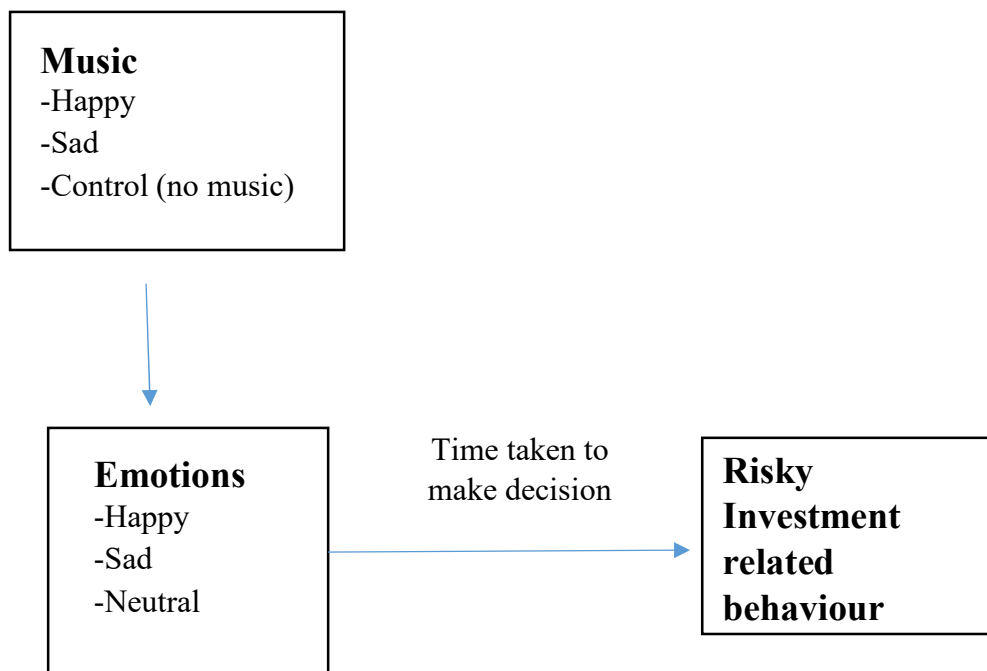 Music
-Happy
-Sad
-Control (no music)
Emotions
-Happy
-Sad
-Neutral
Time taken to
make decision
Risky
Investment
related
behaviour